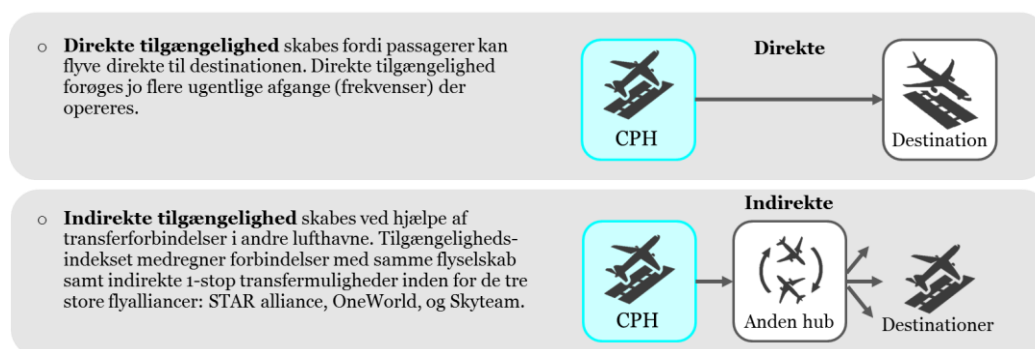 ○ Direkte tilgængelighed skabes fordi passagerer kan
flyve direkte til destinationen. Direkte tilgængelighed
forøges jo flere ugentlige afgange (frekvenser) der
opereres.
Direkte
CPH
Destination
○ Indirekte tilgængelighed skabes ved hjælpe af
transferforbindelser i andre lufthavne. Tilgængeligheds-
indekset medregner forbindelser med samme flyselskab
samt indirekte 1-stop transfermuligheder inden for de tre
store flyalliancer: STAR alliance, OneWorld, og Skyteam.
Indirekte
CPH
Anden hub
Destinationer